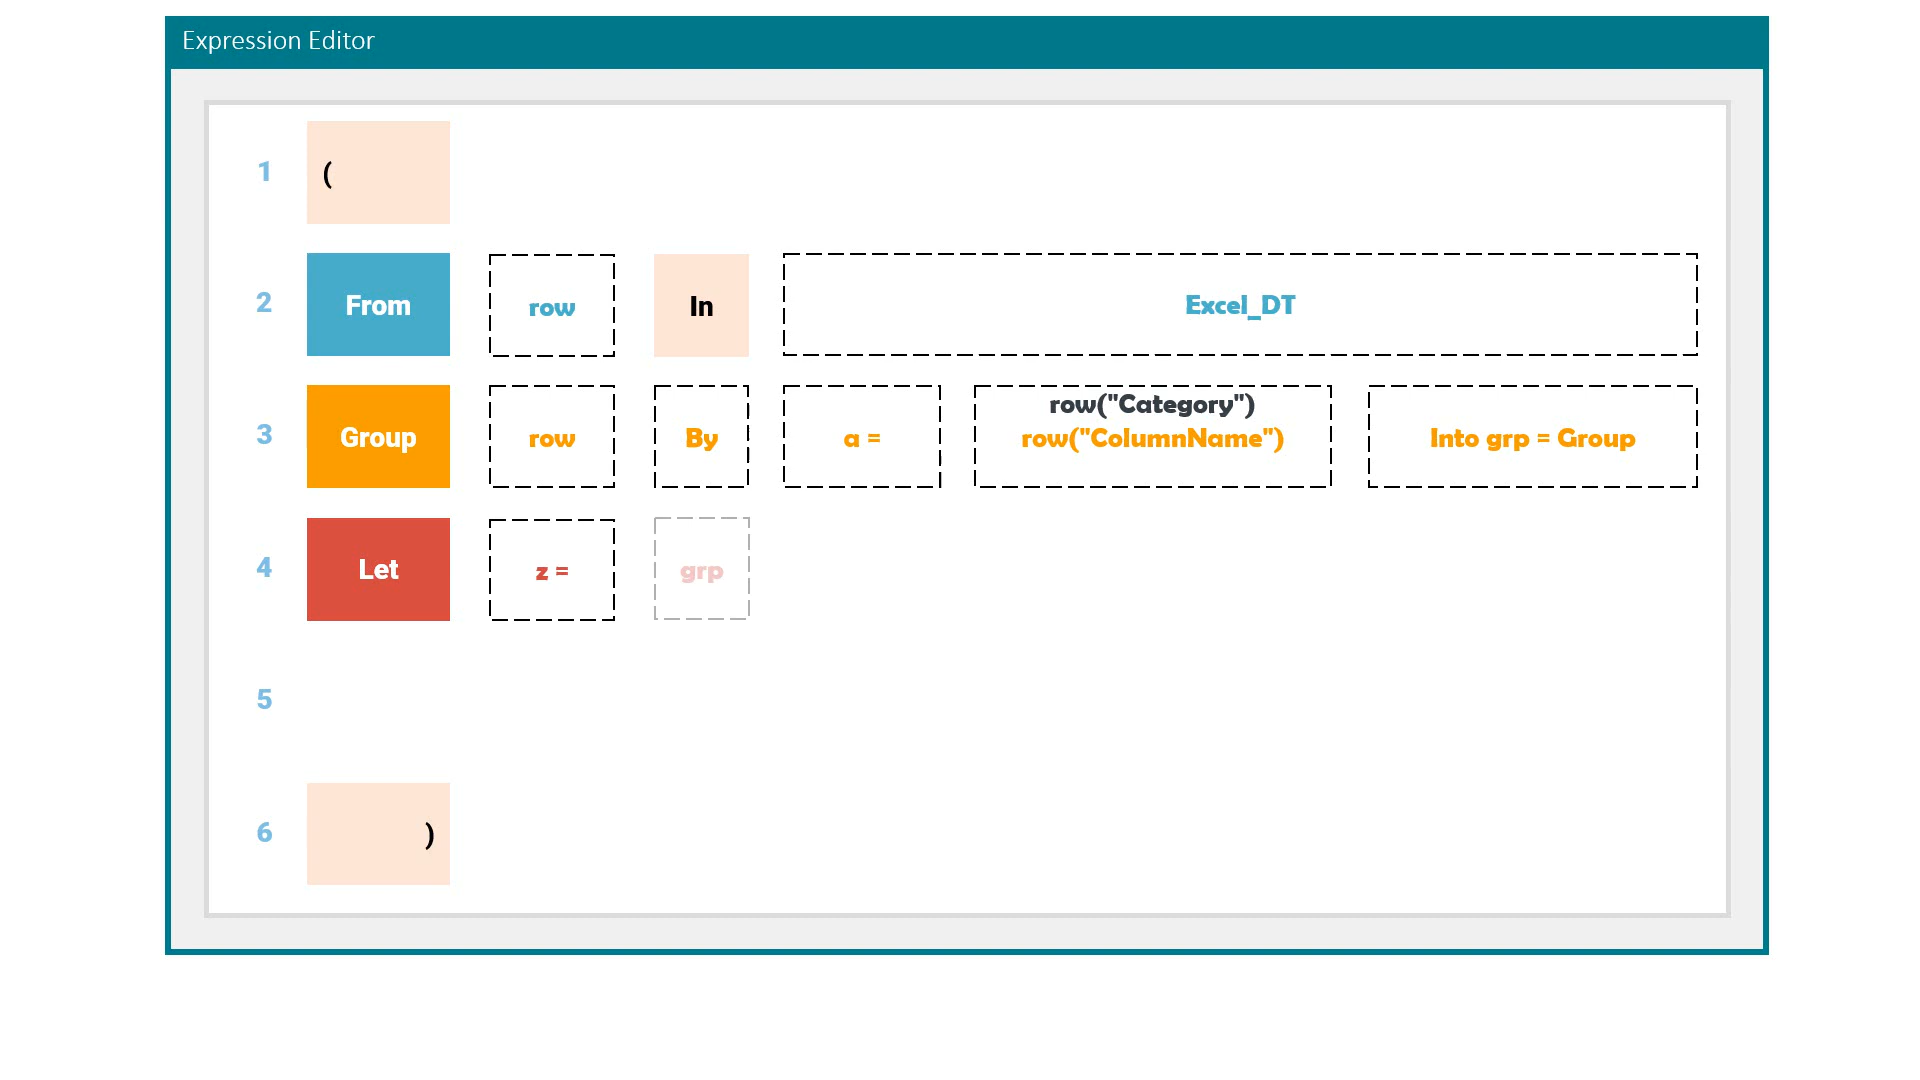 Expression Editor
1 (
2 From row In Excel_DT
row("Category")
3 Group row By a = row("ColumnName") Into grp = Group
4 Let z = grp
5
6 )